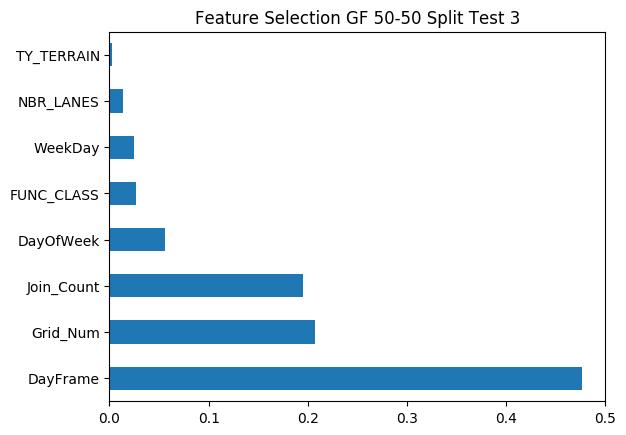 Feature Selection GF 50-50 Split Test 3
TY_TERRAIN
NBR_LANES
WeekDay
FUNC_CLASS
DayOfWeek
Join_Count
Grid_Num
DayFrame
0.0 0.1 0.2 0.3 0.4 0.5